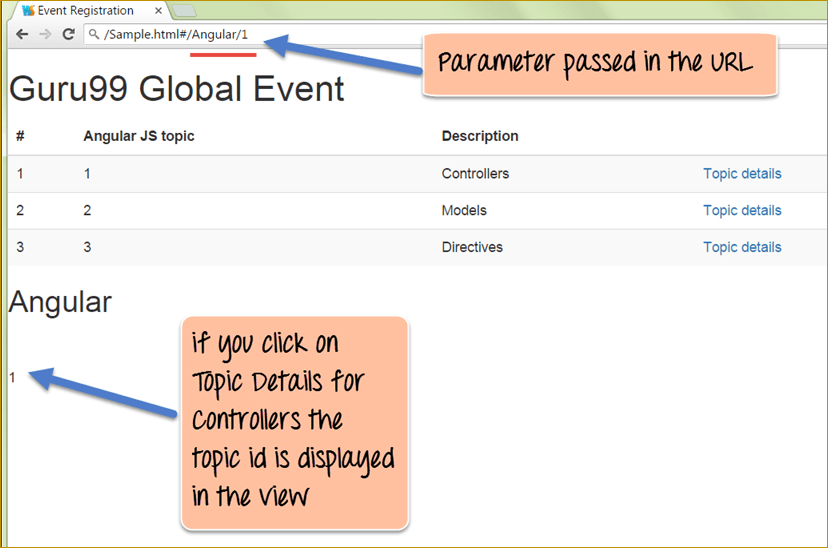 Event Registration
/Sample.html#/Angular/1
Parameter passed in the URL
Guru99 Global Event
# Angular JS topic Description
1 1 Controllers Topic details
2 2 Models Topic details
3 3 Directives Topic details
Angular
if you click on
Topic Details for
Controllers the
topic id is displayed
in the view
1